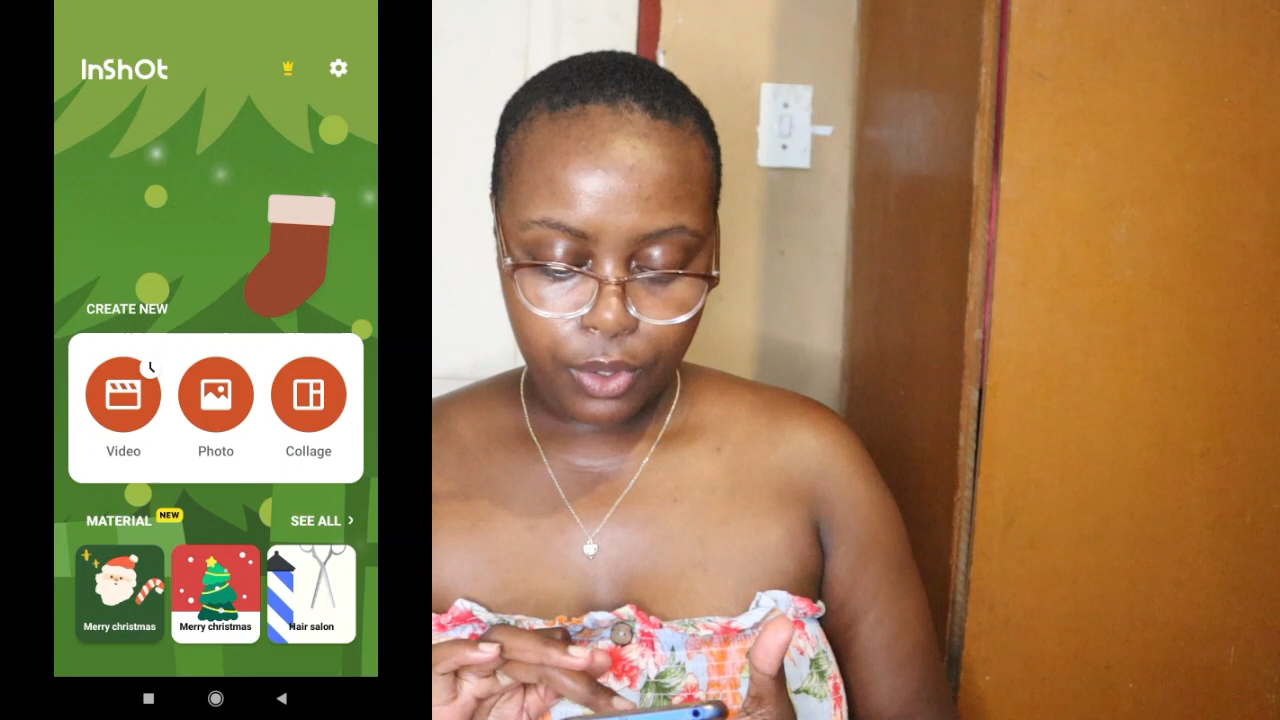 InShOt
CREATE NEW
Video
Photo
Collage
MATERIAL NEW
SEE ALL >
Merry christmas
Merry christmas
Hair salon